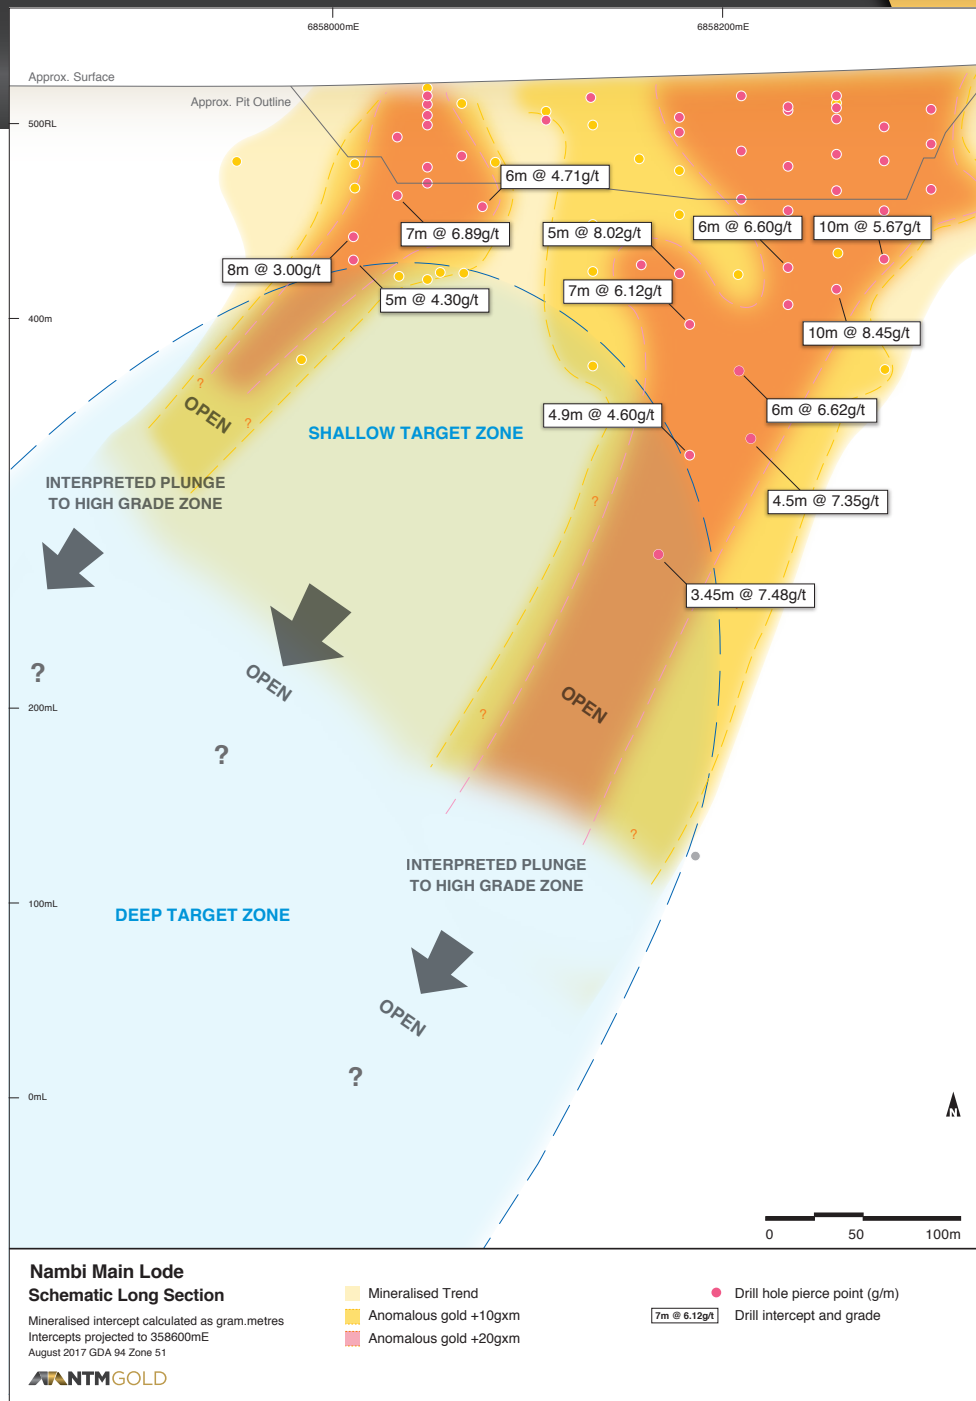 6858000mE
6858200mE
Approx. Surface
Approx. Pit Outline
500RL
6m @ 4.71g/t
7m @ 6.89g/t
5m @ 8.02g/t
6m @ 6.60g/t
10m @ 5.67g/t
8m @ 3.00g/t
7m @ 6.12g/t
5m @ 4.30g/t
400m
10m @ 8.45g/t
?
OPEN
?
4.9m @ 4.60g/t
6m @ 6.62g/t
SHALLOW TARGET ZONE
INTERPRETED PLUNGE
TO HIGH GRADE ZONE
?
4.5m @ 7.35g/t
3.45m @ 7.48g/t
?
OPEN
OPEN
200mL
?
?
?
INTERPRETED PLUNGE
TO HIGH GRADE ZONE
100mL
DEEP TARGET ZONE
OPEN
?
0mL
N
0 50 100m
Nambi Main Lode
Schematic Long Section
Mineralised intercept calculated as gram.metres
Intercepts projected to 358600mE
August 2017 GDA 94 Zone 51
NTMGOLD
Mineralised Trend
Anomalous gold +10gxm
Anomalous gold +20gxm
Drill hole pierce point (g/m)
7m @ 6.12g/t Drill intercept and grade